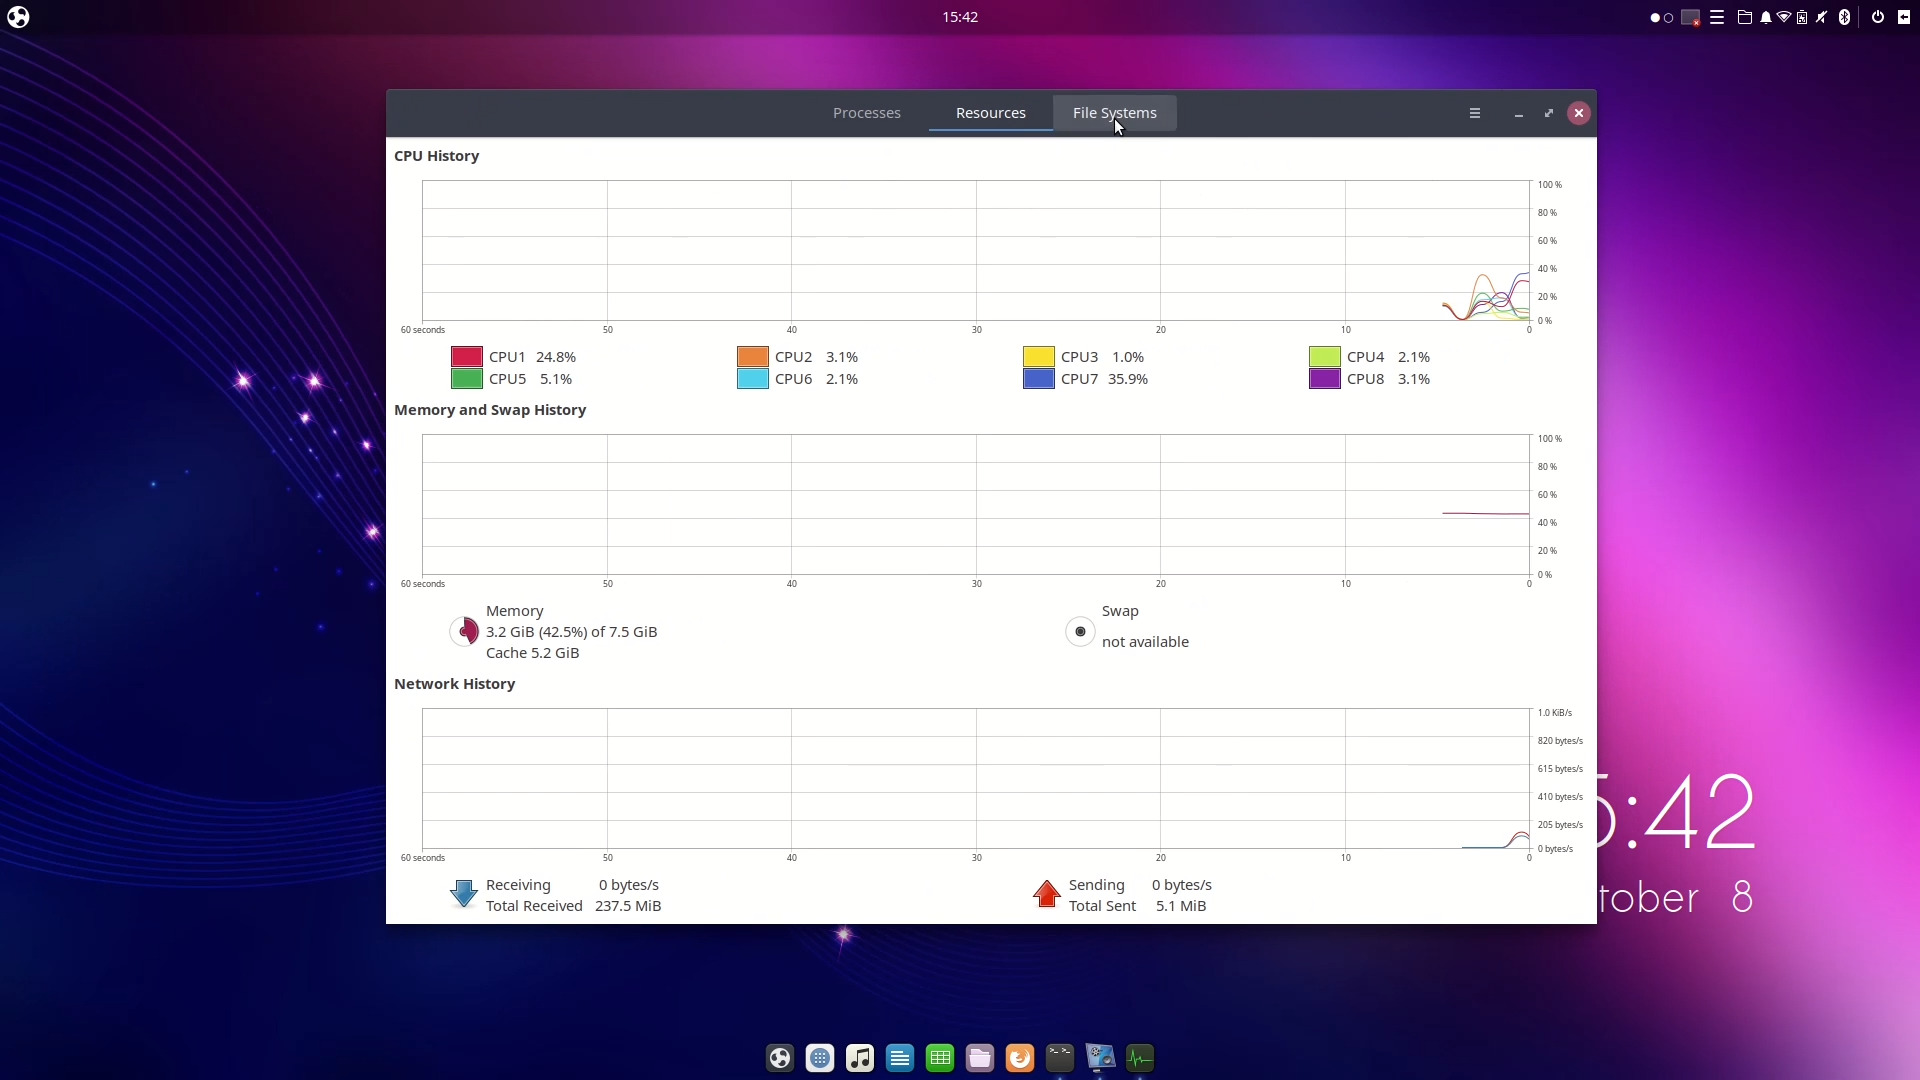 15:42
Processes Resources File Systems
CPU History
100 %
80 %
60 %
40 %
20 %
0 %
60 seconds 50 40 30 20 10 0
CPU1 24.8% CPU2 3.1% CPU3 1.0% CPU4 2.1%
CPU5 5.1% CPU6 2.1% CPU7 35.9% CPU8 3.1%
Memory and Swap History
100 %
80 %
60 %
40 %
20 %
0 %
60 seconds 50 40 30 20 10 0
Memory
3.2 GiB (42.5%) of 7.5 GiB
Cache 5.2 GiB
Swap
not available
Network History
1.0 KiB/s
820 bytes/s
615 bytes/s
410 bytes/s
205 bytes/s
0 bytes/s
60 seconds 50 40 30 20 10 0
Receiving 0 bytes/s
Total Received 237.5 MiB
Sending 0 bytes/s
Total Sent 5.1 MiB
5:42
tober 8